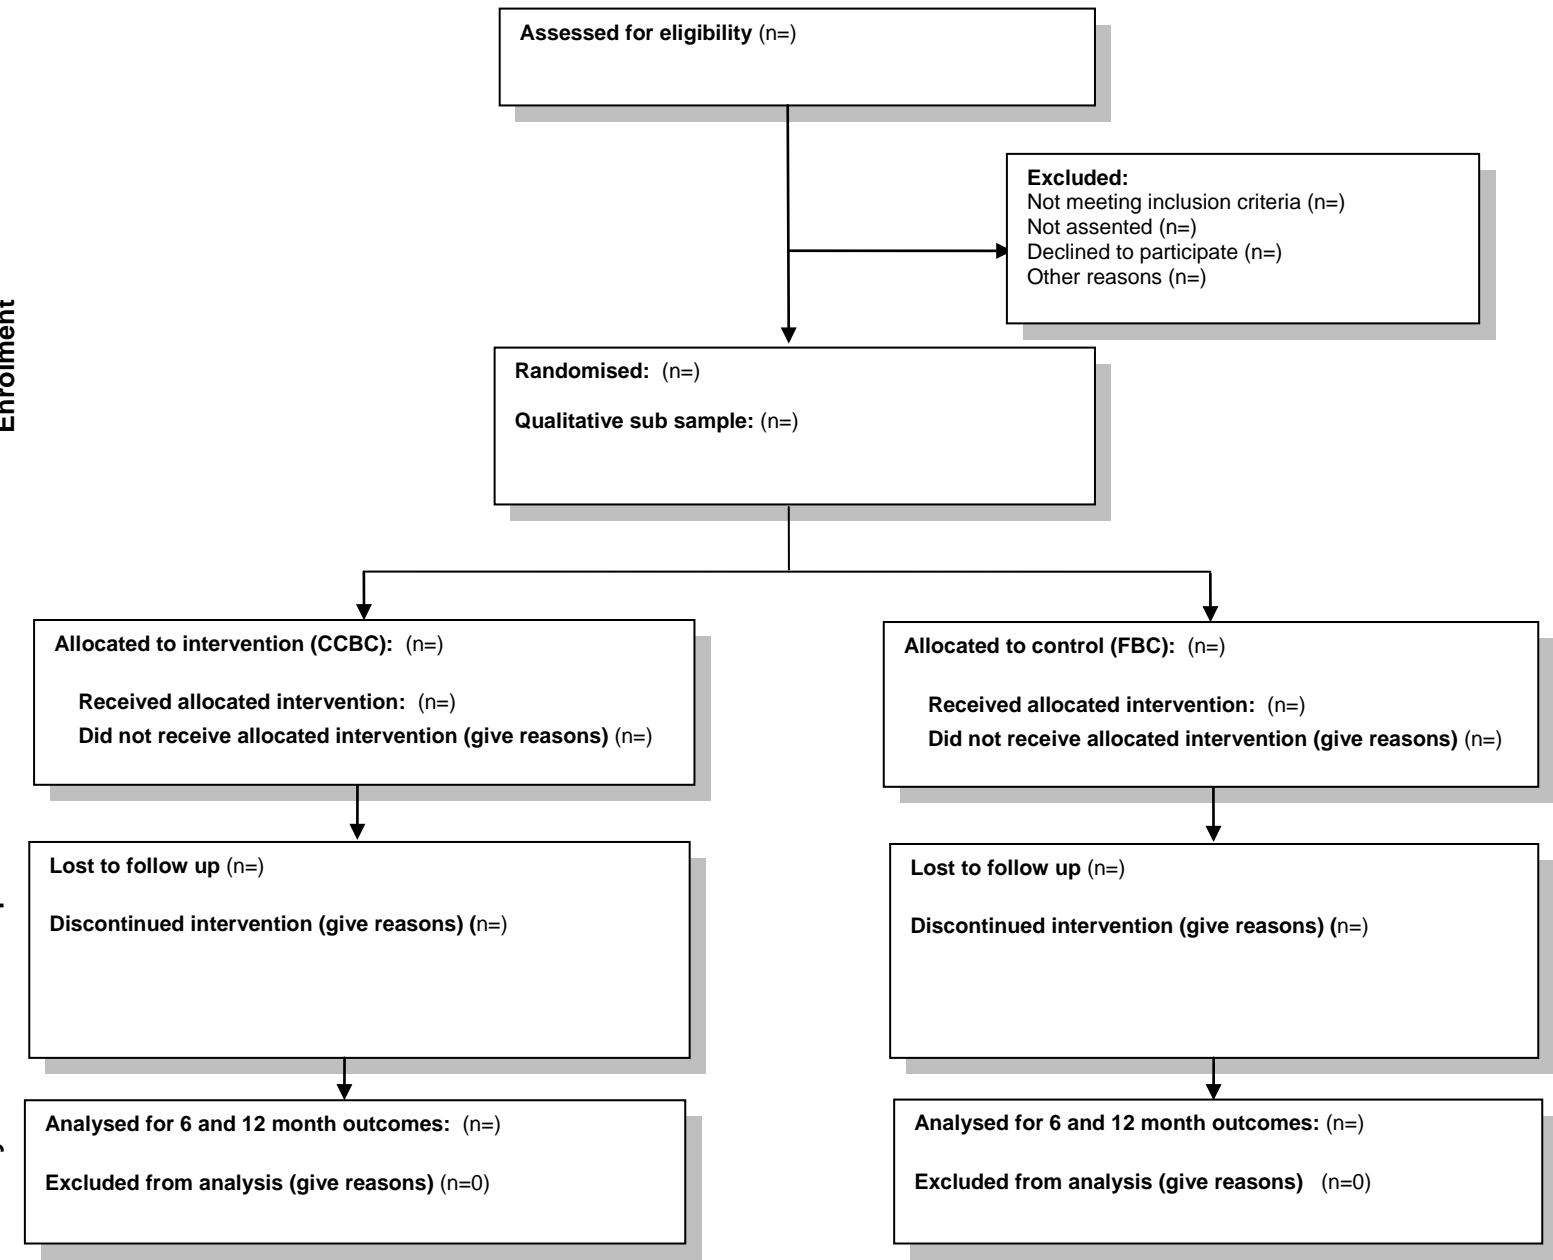 Assessed for eligibility (n=)
Excluded:
Not meeting inclusion criteria (n=)
Not assented (n=)
Declined to participate (n=)
Other reasons (n=)
Enrolment
Randomised: (n=)
Qualitative sub sample: (n=)
Allocated to intervention (CCBC): (n=)
Received allocated intervention: (n=)
Did not receive allocated intervention (give reasons) (n=)
Allocated to control (FBC): (n=)
Received allocated intervention: (n=)
Did not receive allocated intervention (give reasons) (n=)
Lost to follow up (n=)
Discontinued intervention (give reasons) (n=)
Lost to follow up (n=)
Discontinued intervention (give reasons) (n=)
Analysed for 6 and 12 month outcomes: (n=)
Excluded from analysis (give reasons) (n=0)
Analysed for 6 and 12 month outcomes: (n=)
Excluded from analysis (give reasons) (n=0)